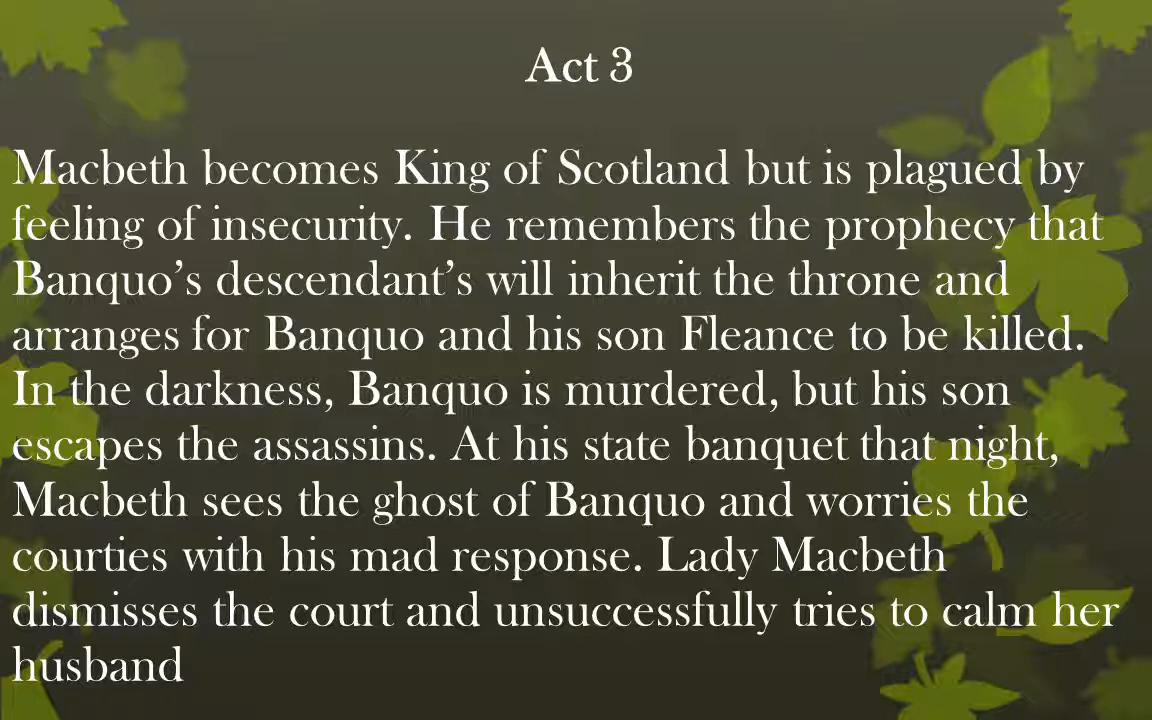 Act 3
Macbeth becomes King of Scotland but is plagued by
feeling of insecurity. He remembers the prophecy that
Banquo’s descendant’s will inherit the throne and
arranges for Banquo and his son Fleance to be killed.
In the darkness, Banquo is murdered, but his son
escapes the assassins. At his state banquet that night,
Macbeth sees the ghost of Banquo and worries the
courties with his mad response. Lady Macbeth
dismisses the court and unsuccessfully tries to calm her
husband